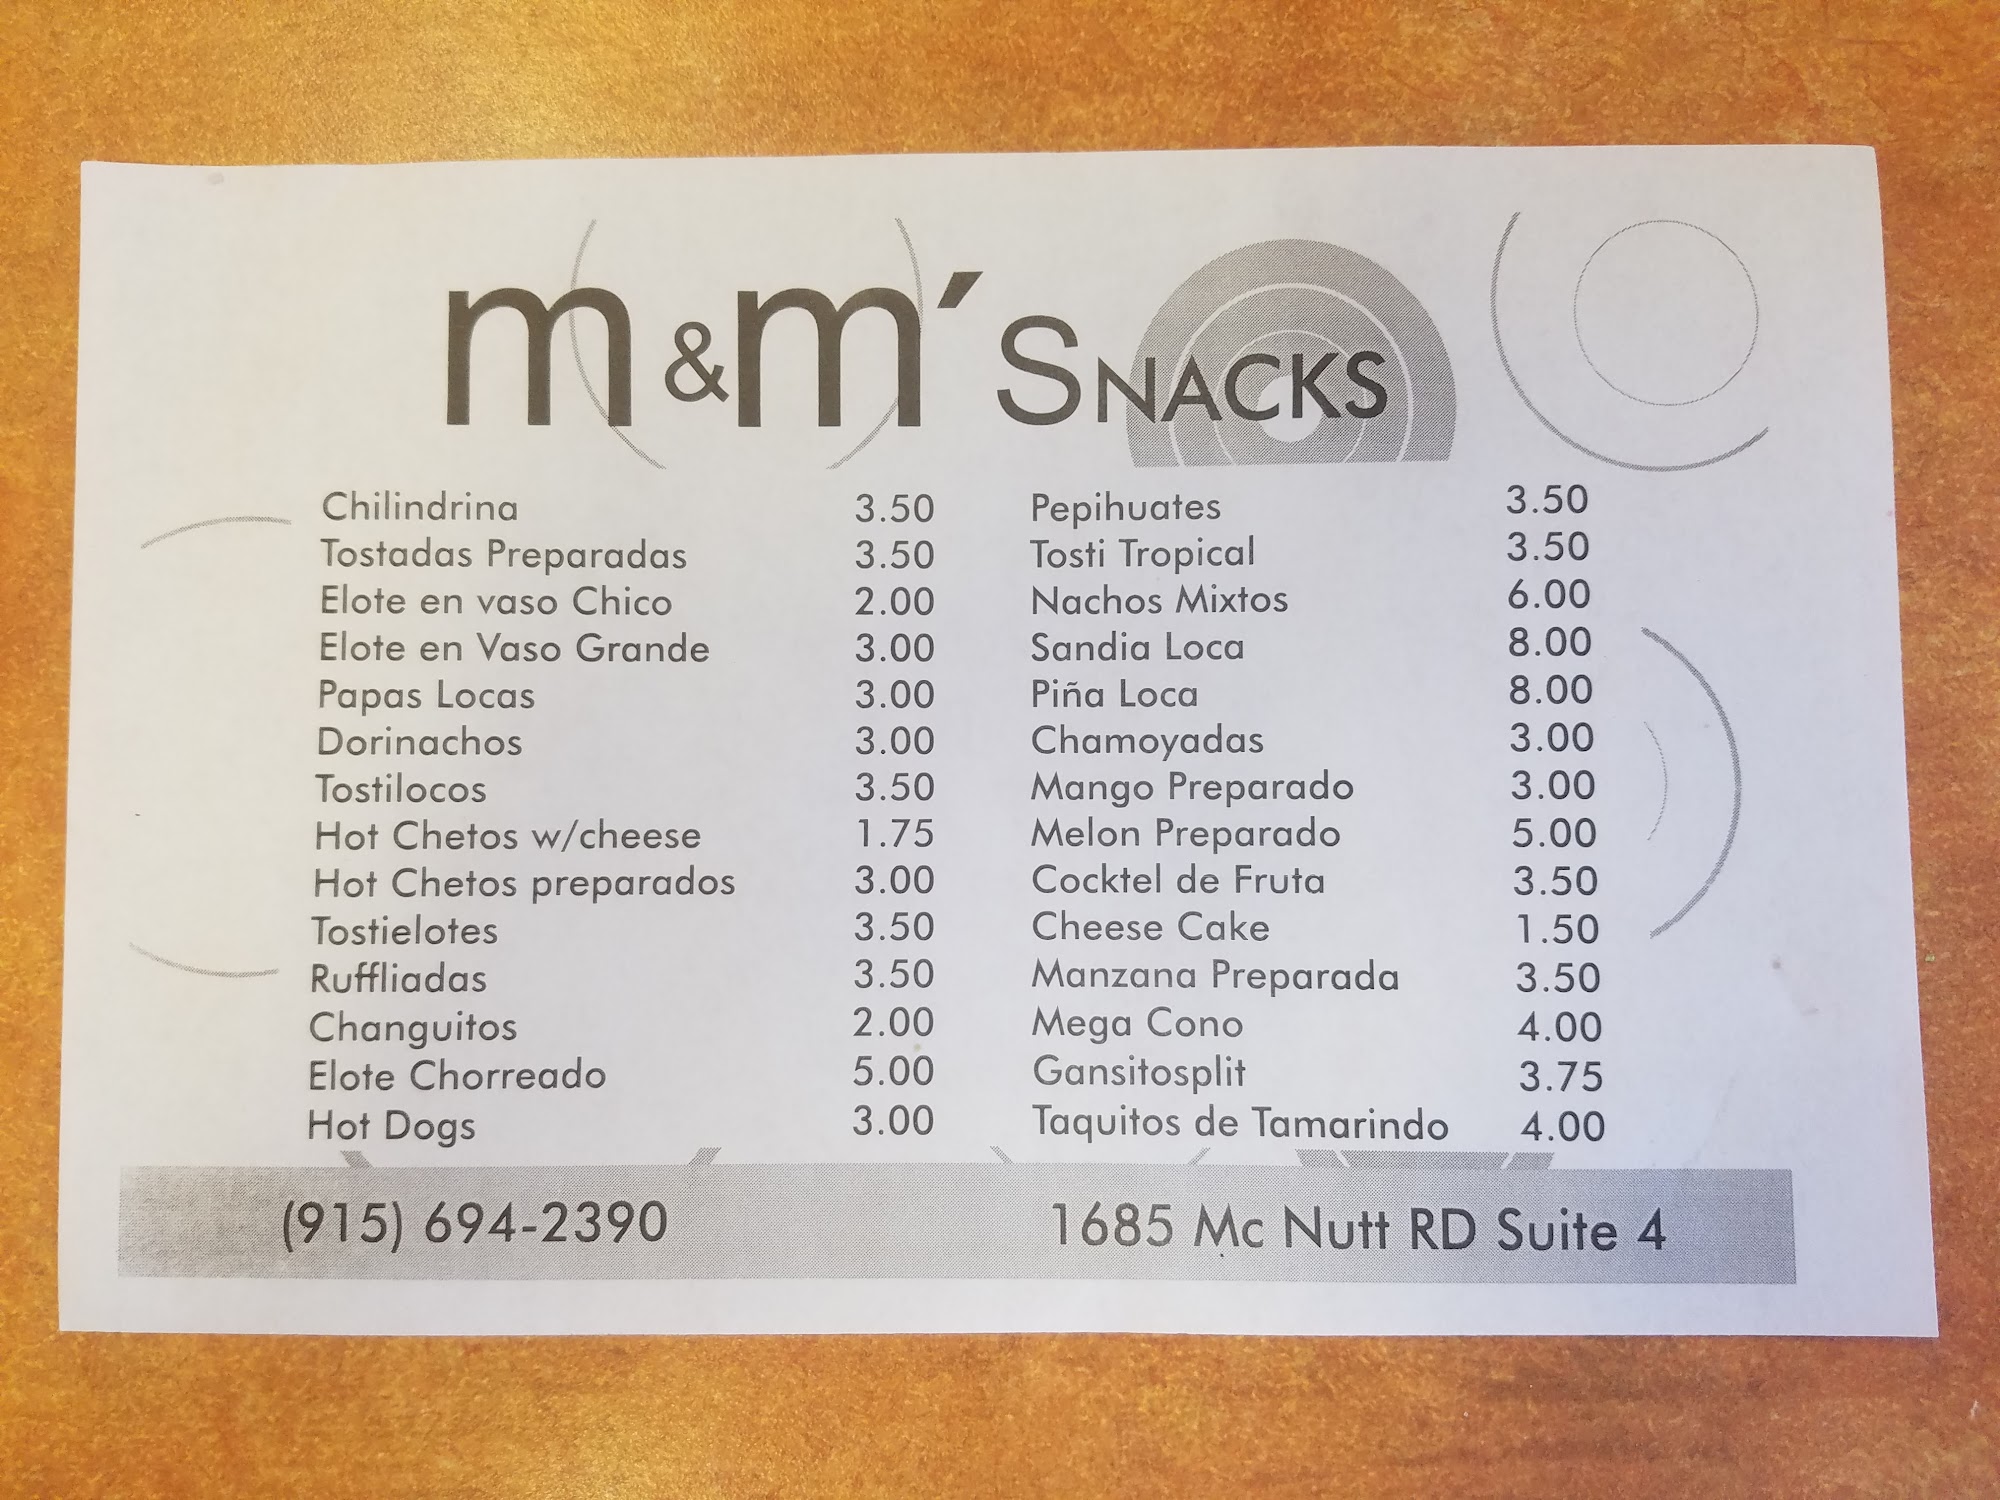 m&m´Snacks
Chilindrina 3.50
Tostadas Preparadas 3.50
Elote en vaso Chico 2.00
Elote en Vaso Grande 3.00
Papas Locas 3.00
Dorinachos 3.00
Tostilocos 3.50
Hot Chetos w/cheese 1.75
Hot Chetos preparados 3.00
Tostielotes 3.50
Ruffliadas 3.50
Changuitos 2.00
Elote Chorreado 5.00
Hot Dogs 3.00
Pepihuates 3.50
Tosti Tropical 3.50
Nachos Mixtos 6.00
Sandia Loca 8.00
Piña Loca 8.00
Chamoyadas 3.00
Mango Preparado 3.00
Melon Preparado 5.00
Cocktel de Fruta 3.50
Cheese Cake 1.50
Manzana Preparada 3.50
Mega Cono 4.00
Gansitosplit 3.75
Taquitos de Tamarindo 4.00
(915) 694-2390 1685 Mc Nutt RD Suite 4